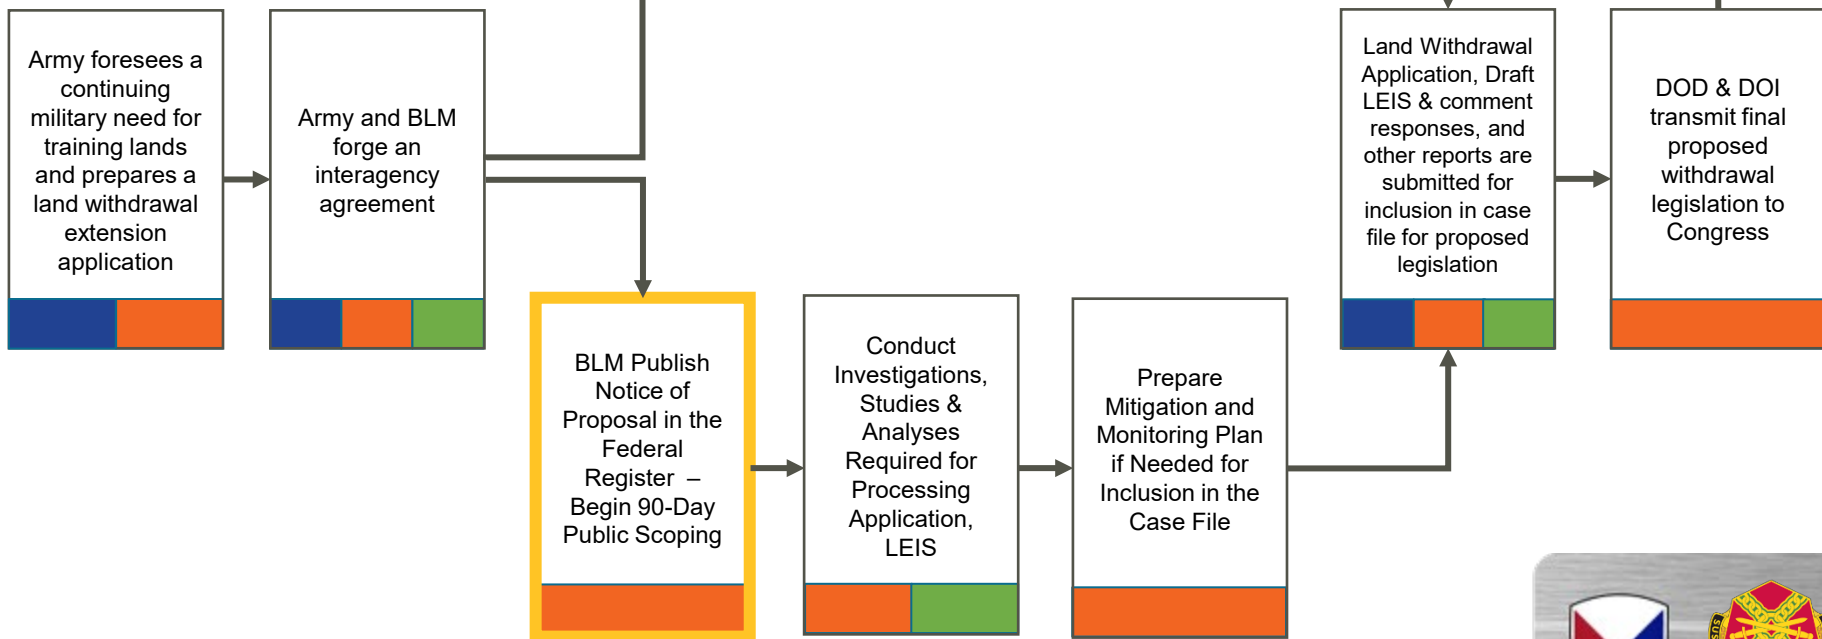 Army foresees a
continuing
military need for
training lands
and prepares a
land withdrawal
extension
application
Army and BLM
forge an
interagency
agreement
BLM Publish
Notice of
Proposal in the
Federal
Register –
Begin 90-Day
Public Scoping
Conduct
Investigations,
Studies &
Analyses
Required for
Processing
Application,
LEIS
Prepare
Mitigation and
Monitoring Plan
if Needed for
Inclusion in the
Case File
Land Withdrawal
Application, Draft
LEIS & comment
responses, and
other reports are
submitted for
inclusion in case
file for proposed
legislation
DOD & DOI
transmit final
proposed
withdrawal
legislation to
Congress